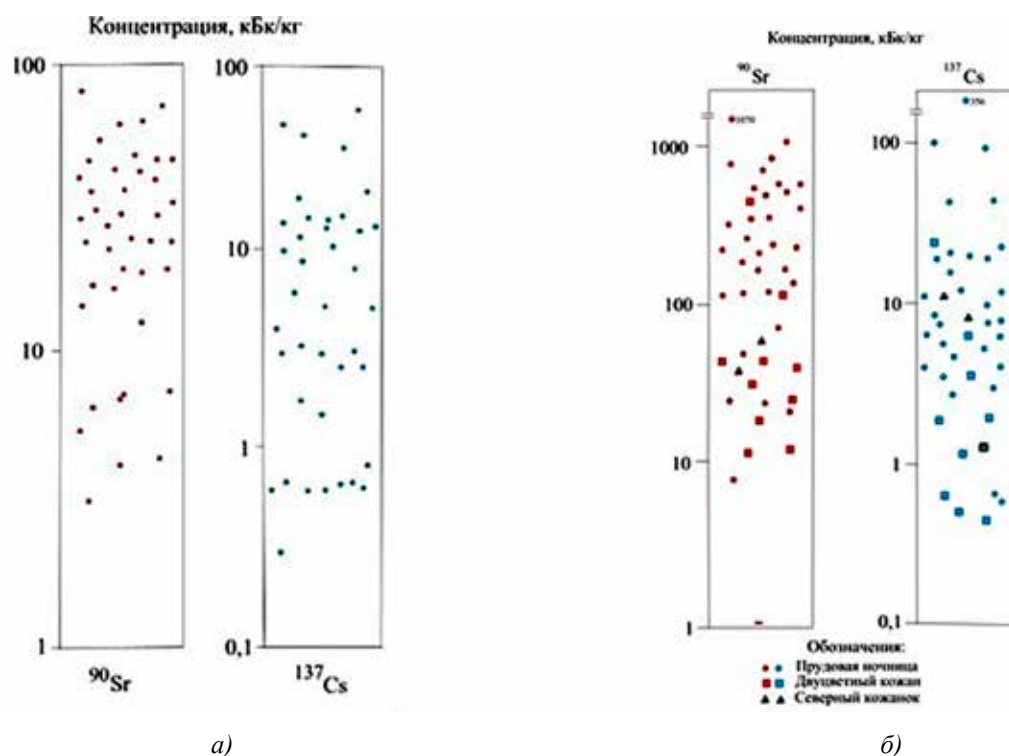 Концентрация, кБк/кг
100
10
1
⁹⁰Sr
100
10
1
0,1
¹³⁷Cs
а)
Концентрация, кБк/кг
⁹⁰Sr
1000
100
10
1
¹³⁷Cs
100
10
1
0,1
Обозначения:
Прудовая ночница
Двуцветный кожан
Северный кожанок
б)